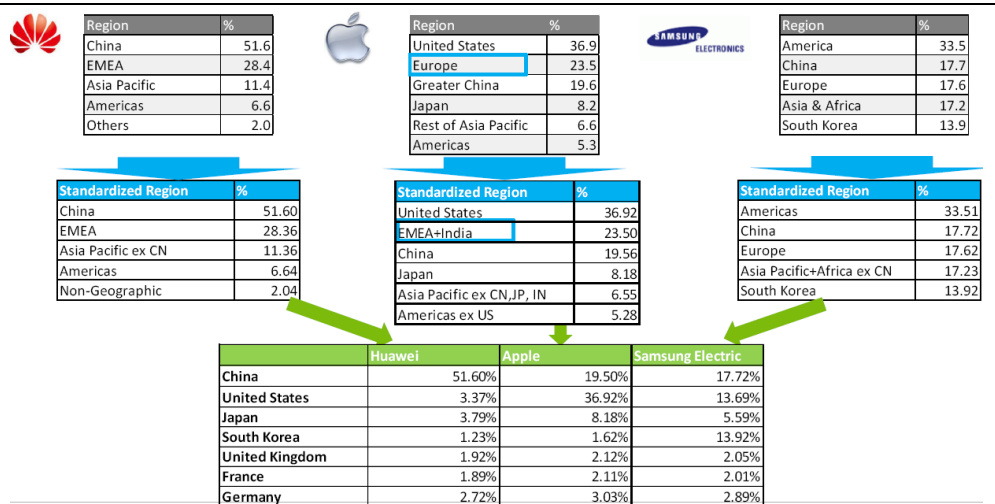 Region %
China 51.6
EMEA 28.4
Asia Pacific 11.4
Americas 6.6
Others 2.0
Region %
United States 36.9
Europe 23.5
Greater China 19.6
Japan 8.2
Rest of Asia Pacific 6.6
Americas 5.3
SAMSUNG
ELECTRONICS
Region %
America 33.5
China 17.7
Europe 17.6
Asia & Africa 17.2
South Korea 13.9
Standardized Region %
China 51.60
EMEA 28.36
Asia Pacific ex CN 11.36
Americas 6.64
Non-Geographic 2.04
Standardized Region %
United States 36.92
EMEA+India 23.50
China 19.56
Japan 8.18
Asia Pacific ex CN,JP, IN 6.55
Americas ex US 5.28
Standardized Region %
Americas 33.51
China 17.72
Europe 17.62
Asia Pacific+Africa ex CN 17.23
South Korea 13.92
Huawei Apple Samsung Electric
China 51.60% 19.50% 17.72%
United States 3.37% 36.92% 13.69%
Japan 3.79% 8.18% 5.59%
South Korea 1.23% 1.62% 13.92%
United Kingdom 1.92% 2.12% 2.05%
France 1.89% 2.11% 2.01%
Germany 2.72% 3.03% 2.89%